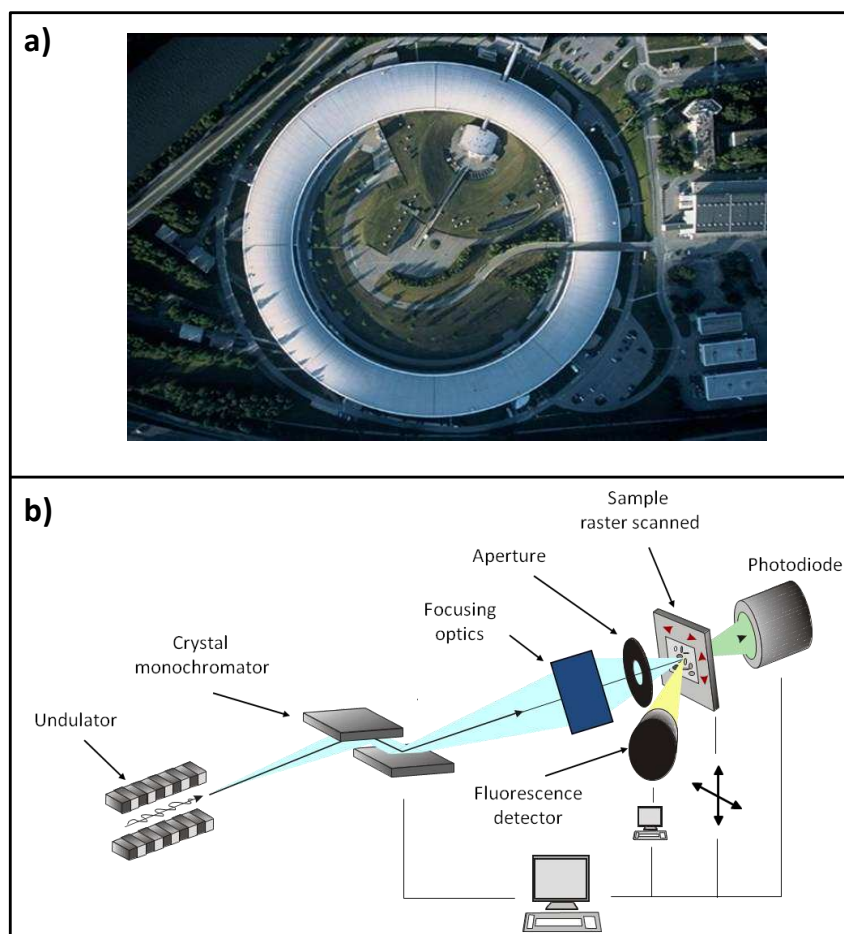 a)
b)
Sample
raster scanned
Aperture
Photodiode
Focusing
optics
Crystal
monochromator
Undulator
Fluorescence
detector